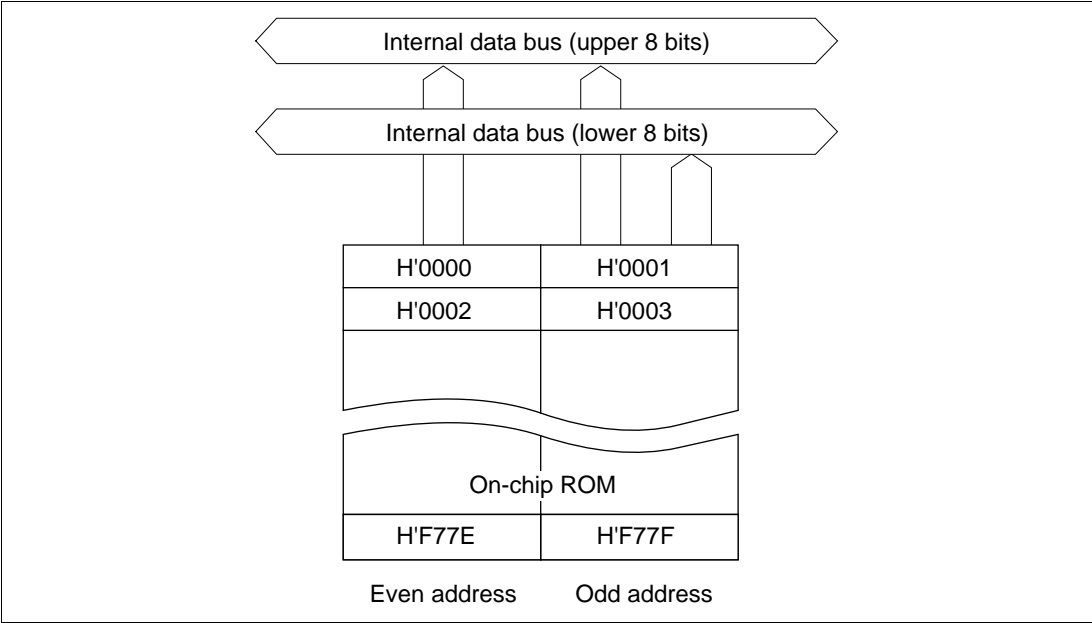 Internal data bus (upper 8 bits)
Internal data bus (lower 8 bits)
H'0000 H'0001
H'0002 H'0003
On-chip ROM
H'F77E H'F77F
Even address Odd address